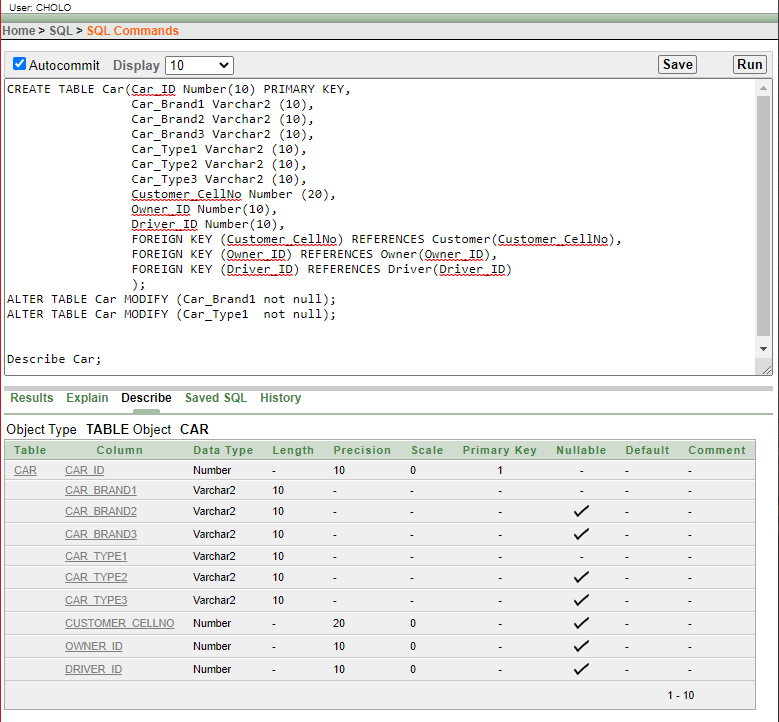 User: CHOLO
Home > SQL > SQL Commands
Autocommit Display 10 Save Run
CREATE TABLE Car(Car_ID Number(10) PRIMARY KEY,
Car_Brand1 Varchar2 (10),
Car_Brand2 Varchar2 (10),
Car_Brand3 Varchar2 (10),
Car_Type1 Varchar2 (10),
Car_Type2 Varchar2 (10),
Car_Type3 Varchar2 (10),
Customer_CellNo Number (20),
Owner_ID Number(10),
Driver_ID Number(10),
FOREIGN KEY (Customer_CellNo) REFERENCES Customer(Customer_CellNo),
FOREIGN KEY (Owner_ID) REFERENCES Owner(Owner_ID),
FOREIGN KEY (Driver_ID) REFERENCES Driver(Driver_ID)
);
ALTER TABLE Car MODIFY (Car_Brand1 not null);
ALTER TABLE Car MODIFY (Car_Type1  not null);
Describe Car;
Results Explain Describe Saved SQL History
Object Type TABLE Object CAR
Table Column Data Type Length Precision Scale Primary Key Nullable Default Comment
CAR CAR_ID Number - 10 0 1 - - -
CAR_BRAND1 Varchar2 10 - - - - - -
CAR_BRAND2 Varchar2 10 - - - ✓ - -
CAR_BRAND3 Varchar2 10 - - - ✓ - -
CAR_TYPE1 Varchar2 10 - - - - - -
CAR_TYPE2 Varchar2 10 - - - ✓ - -
CAR_TYPE3 Varchar2 10 - - - ✓ - -
CUSTOMER_CELLNO Number - 20 0 - ✓ - -
OWNER_ID Number - 10 0 - ✓ - -
DRIVER_ID Number - 10 0 - ✓ - -
1 - 10